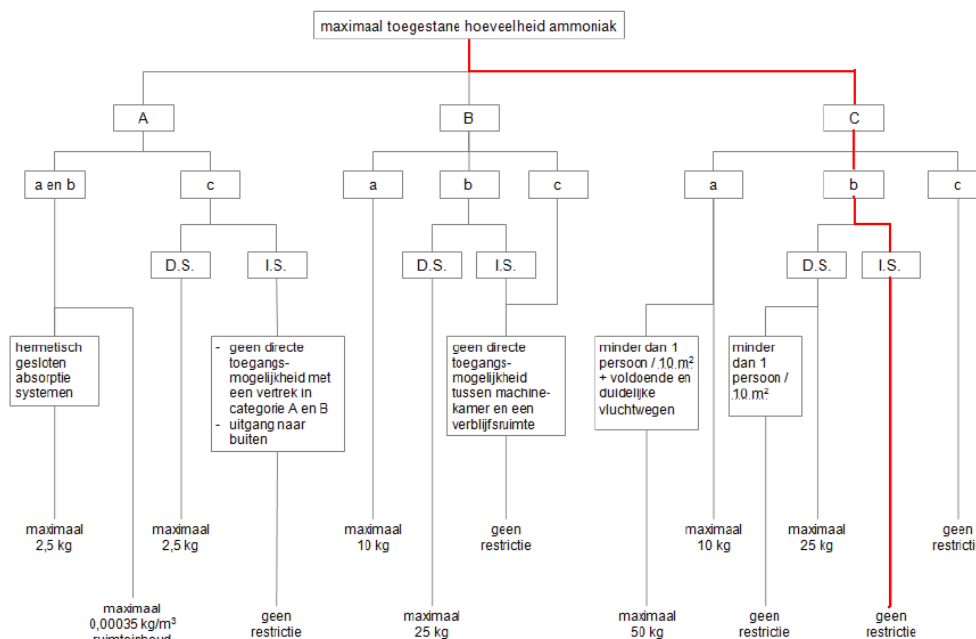 maximaal toegestane hoeveelheid ammoniak
A
B
C
a en b
c
a
b
c
a
b
c
D.S.
I.S.
D.S.
I.S.
D.S.
I.S.
hermetisch
gesloten
absorptie
systemen
- geen directe
toegangs-
mogelijkheid met
een vertrek in
categorie A en B
- uitgang naar
buiten
geen directe
toegangs-
mogelijkheid
tussen machine-
kamer en een
verblijfsruimte
minder dan 1
persoon / 10 m²
+ voldoende en
duidelijke
vluchtwegen
minder
dan 1
persoon /
10 m²
maximaal
2,5 kg
maximaal
2,5 kg
maximaal
10 kg
geen
restrictie
maximaal
10 kg
maximaal
25 kg
geen
restrictie
maximaal
0,00035 kg/m³
ruimteinhoud
geen
restrictie
maximaal
25 kg
maximaal
50 kg
geen
restrictie
geen
restrictie